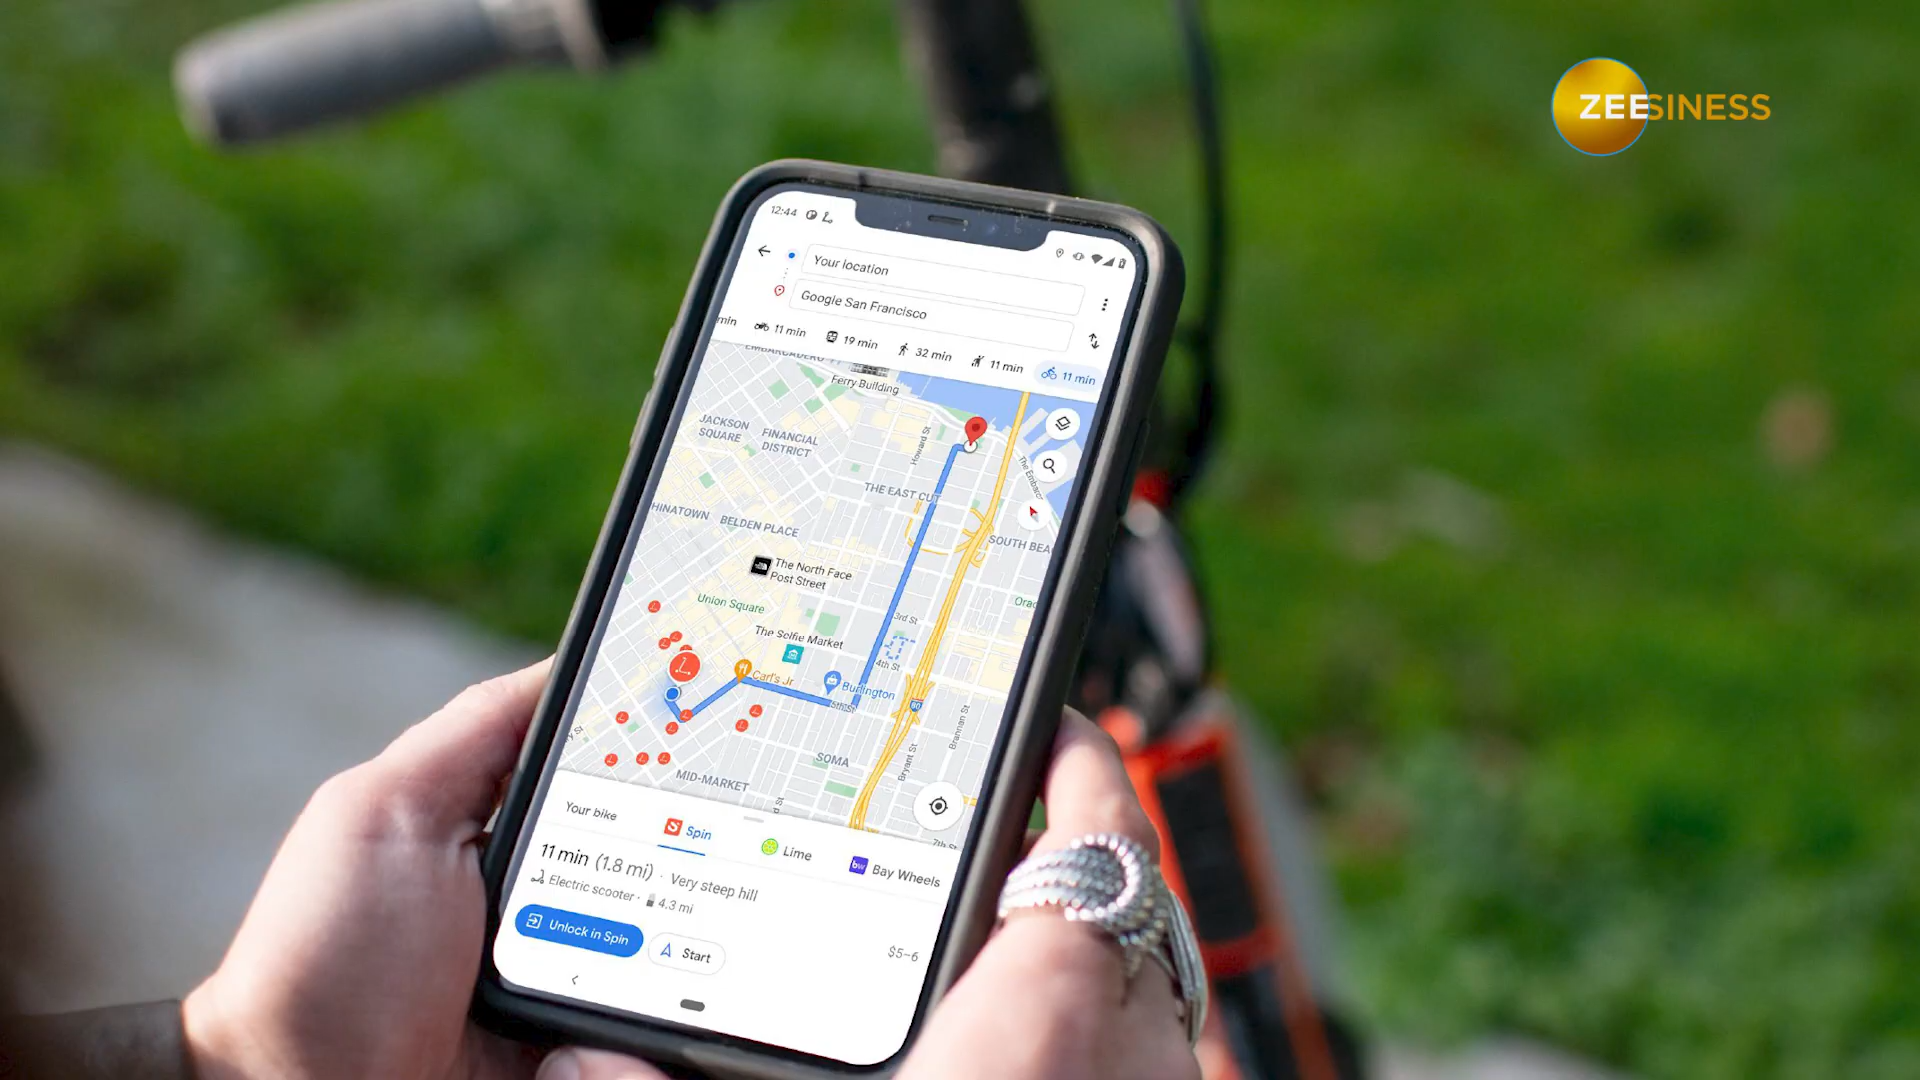 ZEESINESS
12:44
Your location
Google San Francisco
min
11 min
19 min
32 min
11 min
11 min
EMBARCADERO
Ferry Building
JACKSON
SQUARE
FINANCIAL
DISTRICT
Howard St
The Embarc
THE EAST CUT
HINATOWN
BELDEN PLACE
SOUTH BEA
The North Face
Post Street
Union Square
Orac
3rd St
The Selfie Market
4th St
Carl's Jr
Burlington
5th St
80
Brannan St
Bryant St
SOMA
MID-MARKET
7th St
Your bike
Spin
Lime
bw
Bay Wheels
11 min (1.8 mi) · Very steep hill
Electric scooter · 4.3 mi
Unlock in Spin
Start
$5–6